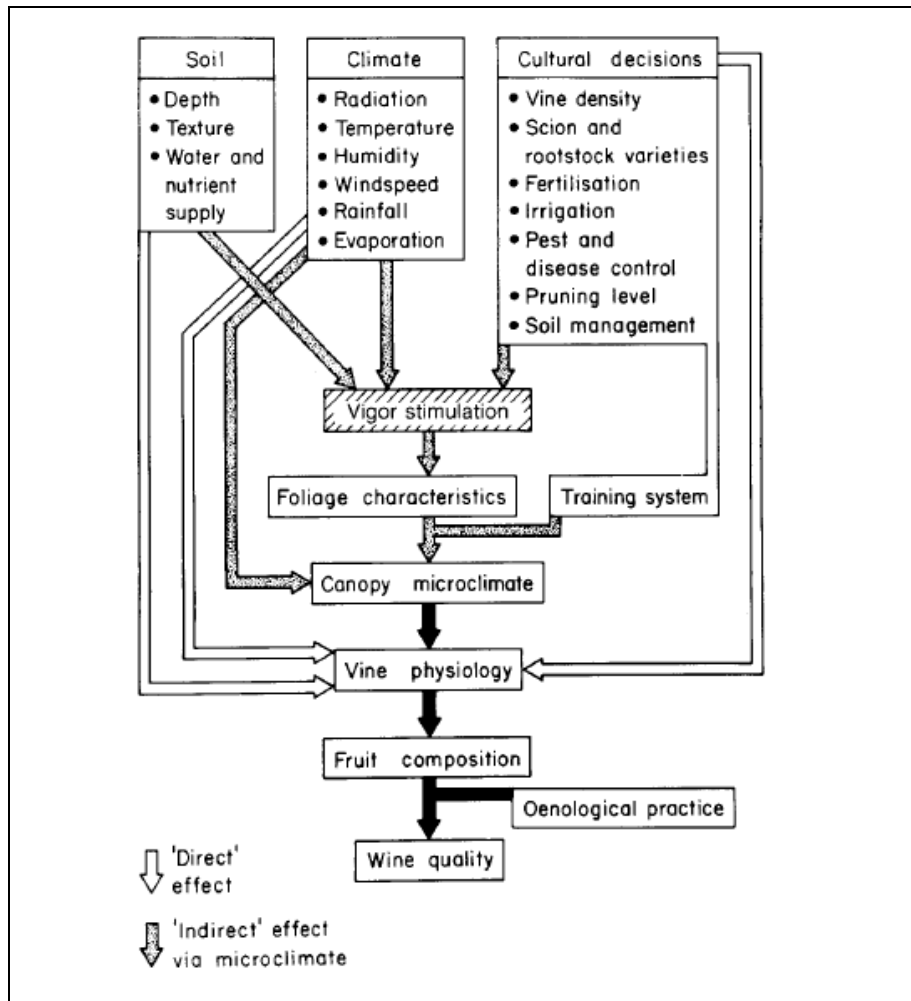 Soil
• Depth
• Texture
• Water and
nutrient
supply
Climate
• Radiation
• Temperature
• Humidity
• Windspeed
• Rainfall
• Evaporation
Cultural decisions
• Vine density
• Scion and
rootstock varieties
• Fertilisation
• Irrigation
• Pest and
disease control
• Pruning level
• Soil management
Vigor stimulation
Foliage characteristics
Training system
Canopy microclimate
Vine physiology
Fruit composition
Oenological practice
Wine quality
'Direct'
effect
'Indirect' effect
via microclimate